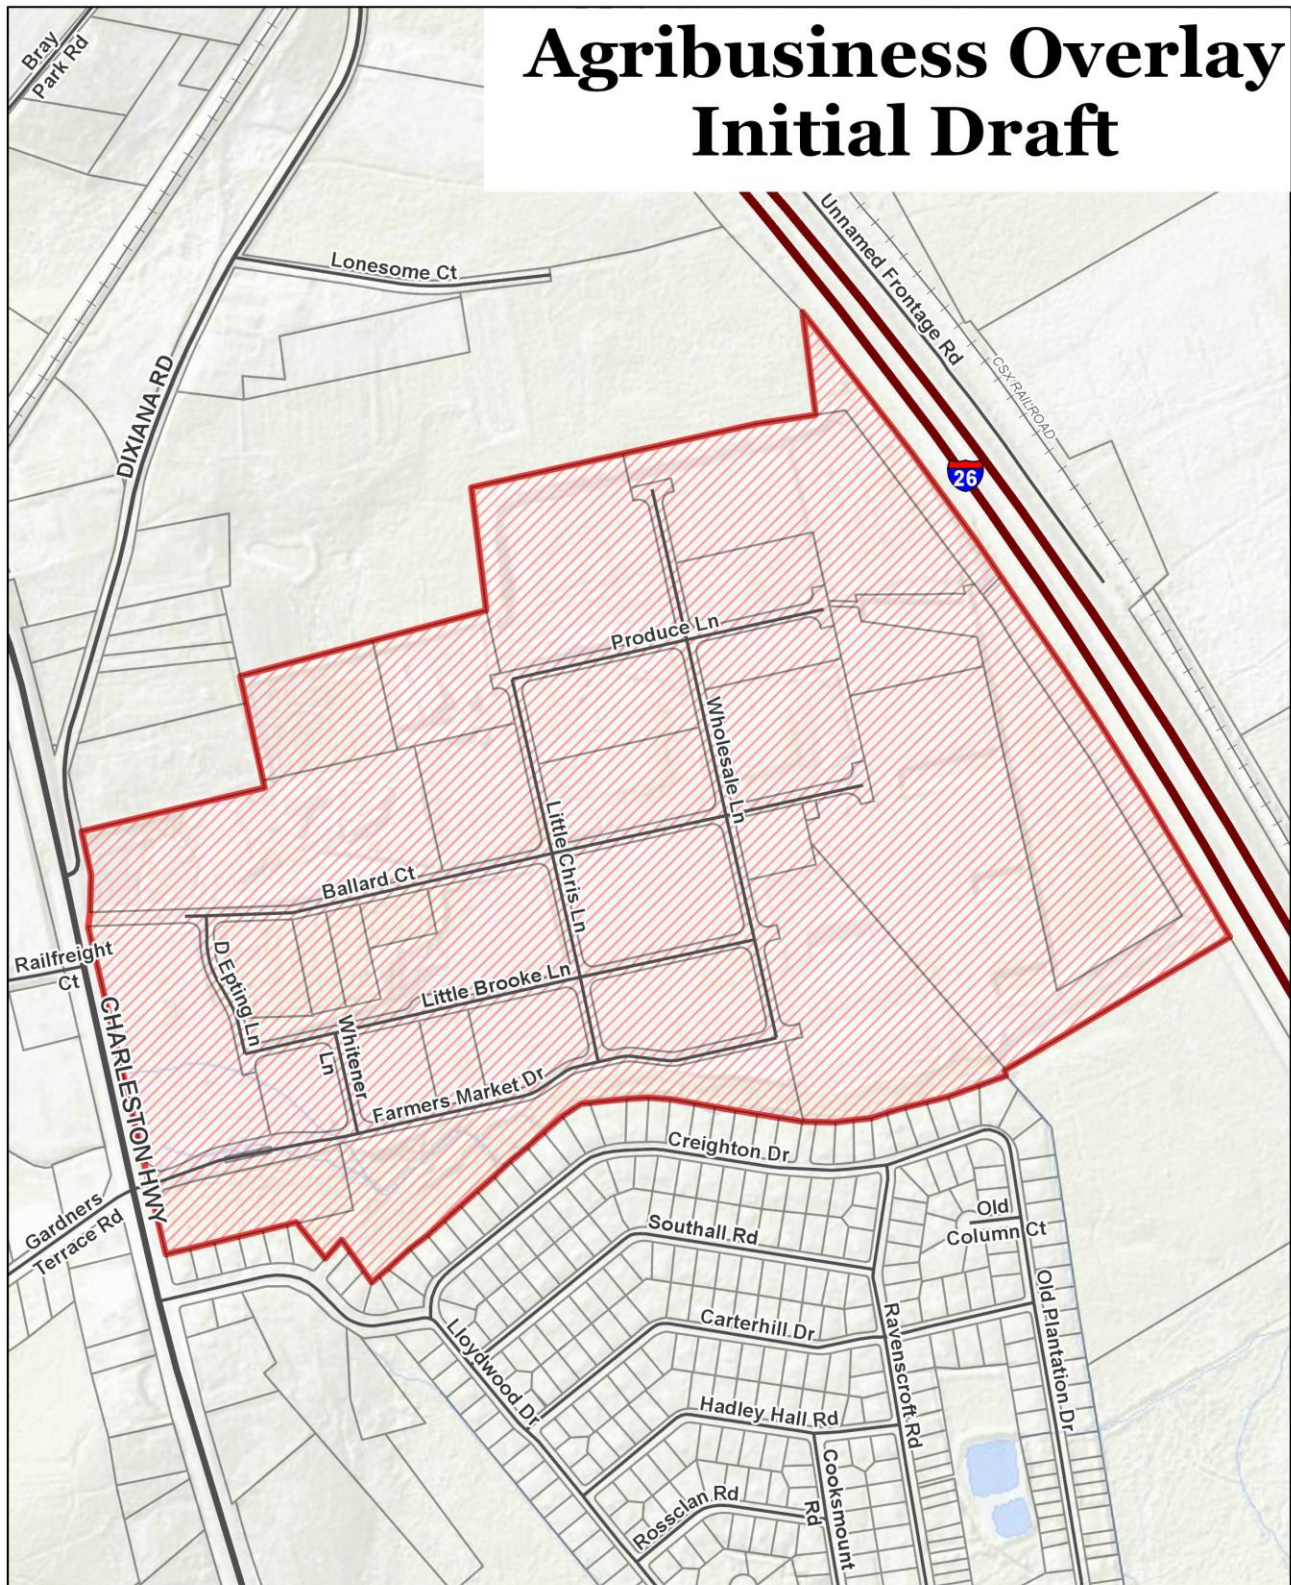 Agribusiness Overlay
Initial Draft
Bray
Park Rd
Lonesome Ct
Unnamed Frontage Rd
CSX RAILROAD
DIXIANA RD
26
Produce Ln
Wholesale Ln
Little Chris Ln
Ballard Ct
Railfreight
Ct
D Epting Ln
Little Brooke Ln
Whitener
Ln
CHARLESTON HWY
Farmers Market Dr
Creighton Dr
Gardners
Terrace Rd
Southall Rd
Old
Column Ct
Carterhill Dr
Ravenscroft Rd
Old Plantation Dr
Lloydwood Dr
Hadley Hall Rd
Cooksmount
Rd
Rossclan Rd